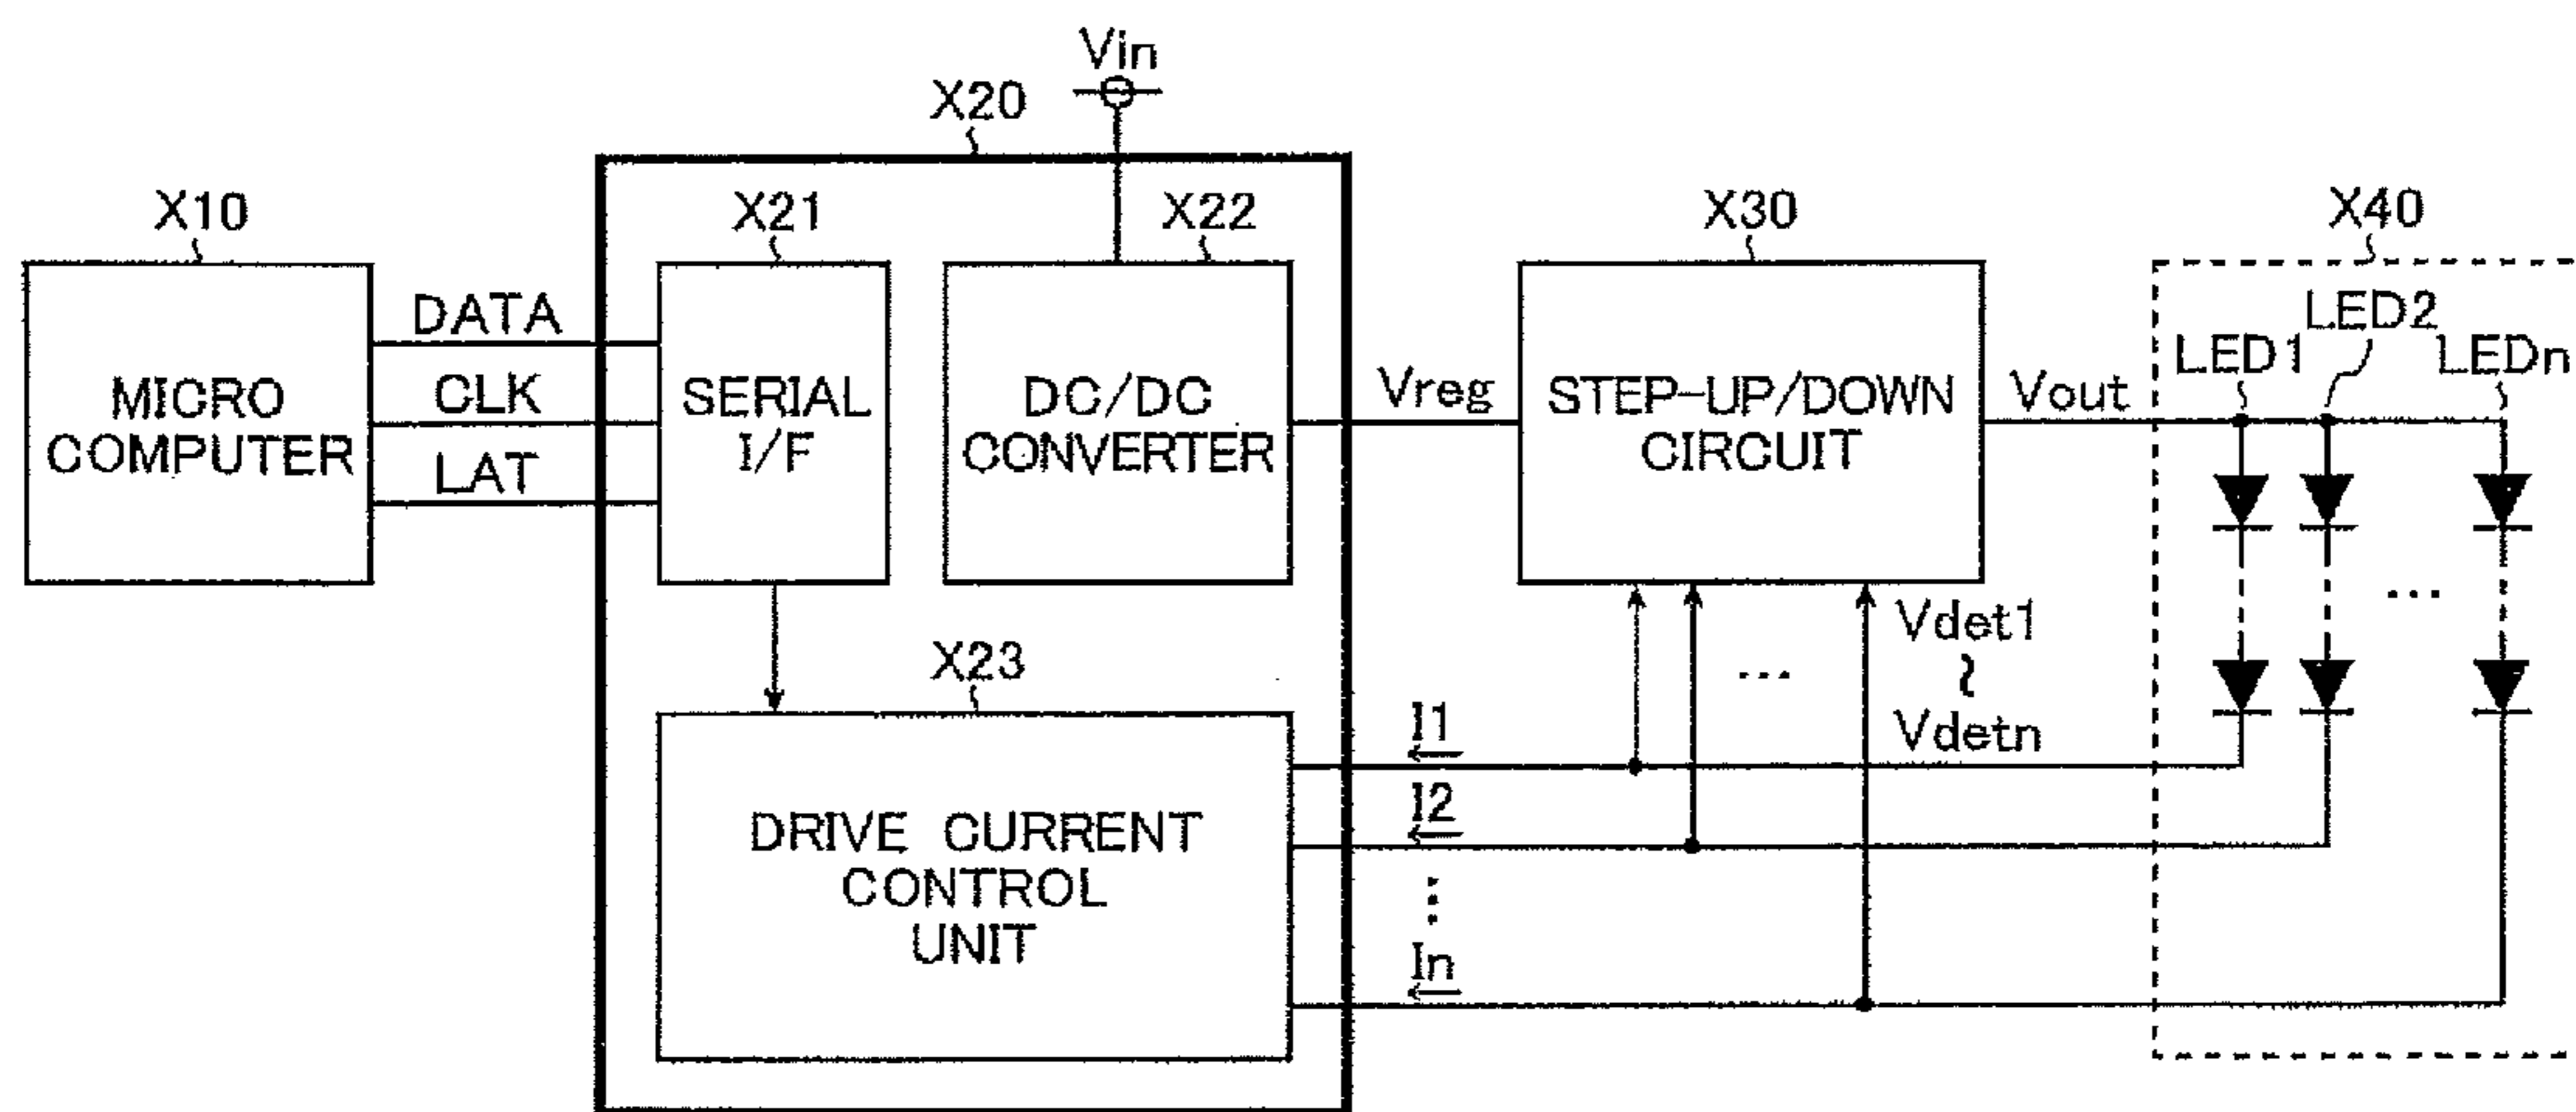 Vin
X20
X10
X21
X22
X30
X40
DATA
CLK
LAT
MICRO
COMPUTER
SERIAL
I/F
DC/DC
CONVERTER
Vreg
STEP-UP/DOWN
CIRCUIT
Vout
LED1
LED2
LEDn
...
X23
...
Vdet1
~
Vdetn
I1
I2
...
In
DRIVE CURRENT
CONTROL
UNIT